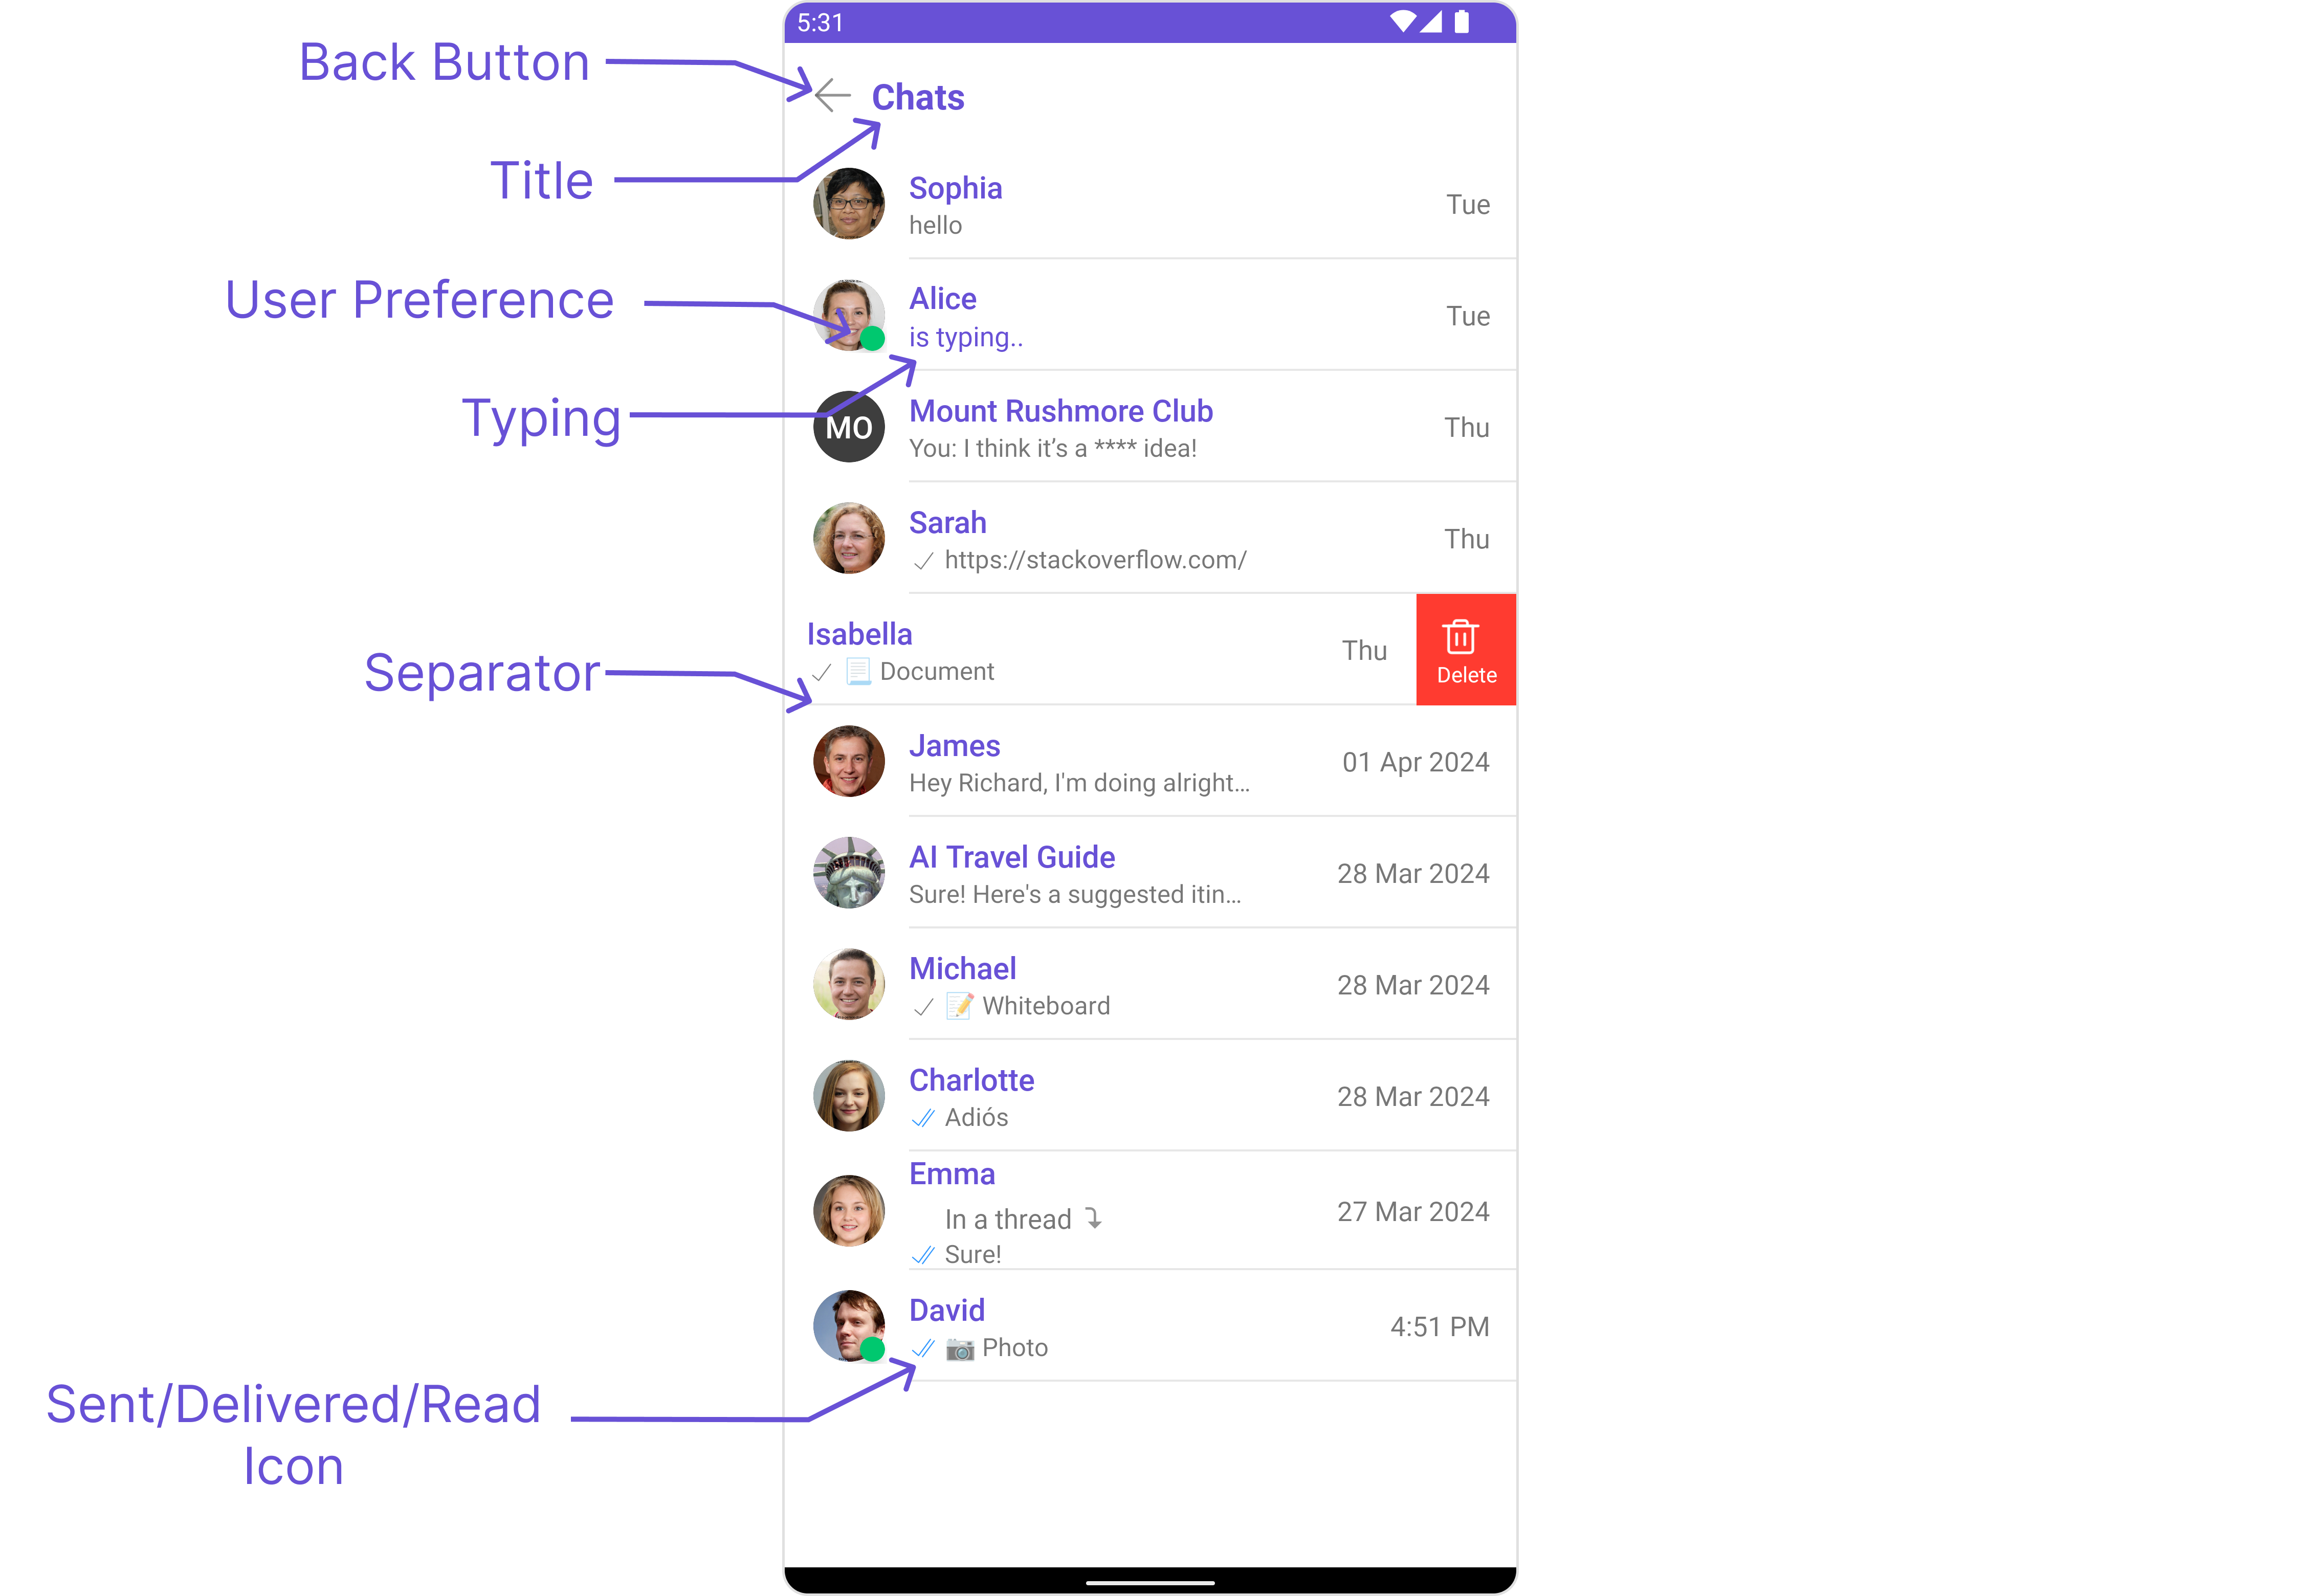 5:31
Back Button
Chats
Title
Sophia
hello
Tue
User Preference
Alice
is typing..
Tue
Typing
MO
Mount Rushmore Club
You: I think it’s a **** idea!
Thu
Sarah
https://stackoverflow.com/
Thu
Isabella
📃 Document
Thu
Delete
Separator
James
Hey Richard, I'm doing alright...
01 Apr 2024
AI Travel Guide
Sure! Here's a suggested itin...
28 Mar 2024
Michael
📝 Whiteboard
28 Mar 2024
Charlotte
Adiós
28 Mar 2024
Emma
In a thread ⤵
Sure!
27 Mar 2024
David
📷 Photo
4:51 PM
Sent/Delivered/Read
Icon